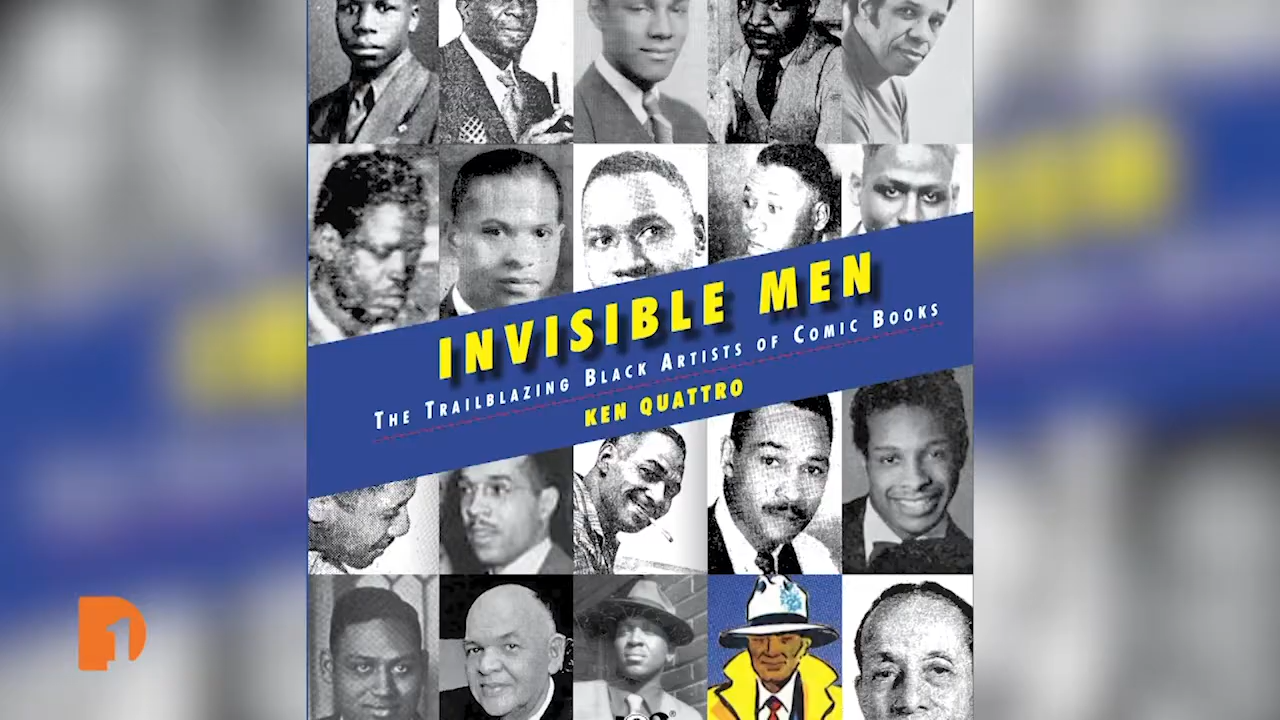 INVISIBLE MEN
THE TRAILBLAZING BLACK ARTISTS OF COMIC BOOKS
KEN QUATTRO